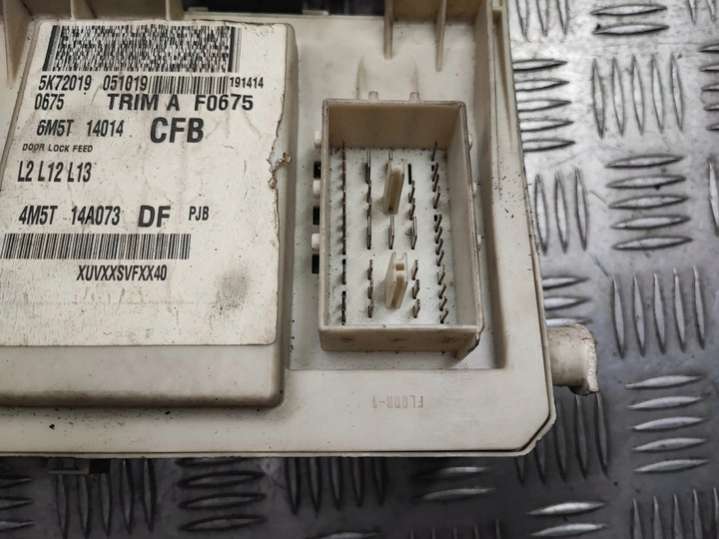 5K72019 051019 191414
0675 TRIM A F0675
6M5T 14014 CFB
DOOR LOCK FEED
L2 L12 L13
4M5T 14A073 DF PJB
XUVXXSVFXX40
FLOOR-1